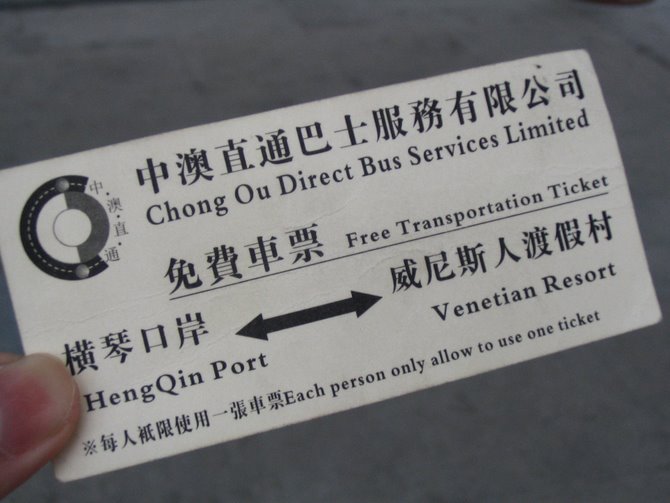 中澳直通巴士服務有限公司
Chong Ou Direct Bus Services Limited
中·澳·直·通
免費車票 Free Transportation Ticket
橫琴口岸 威尼斯人渡假村
HengQin Port Venetian Resort
※每人衹限使用一張車票Each person only allow to use one ticket